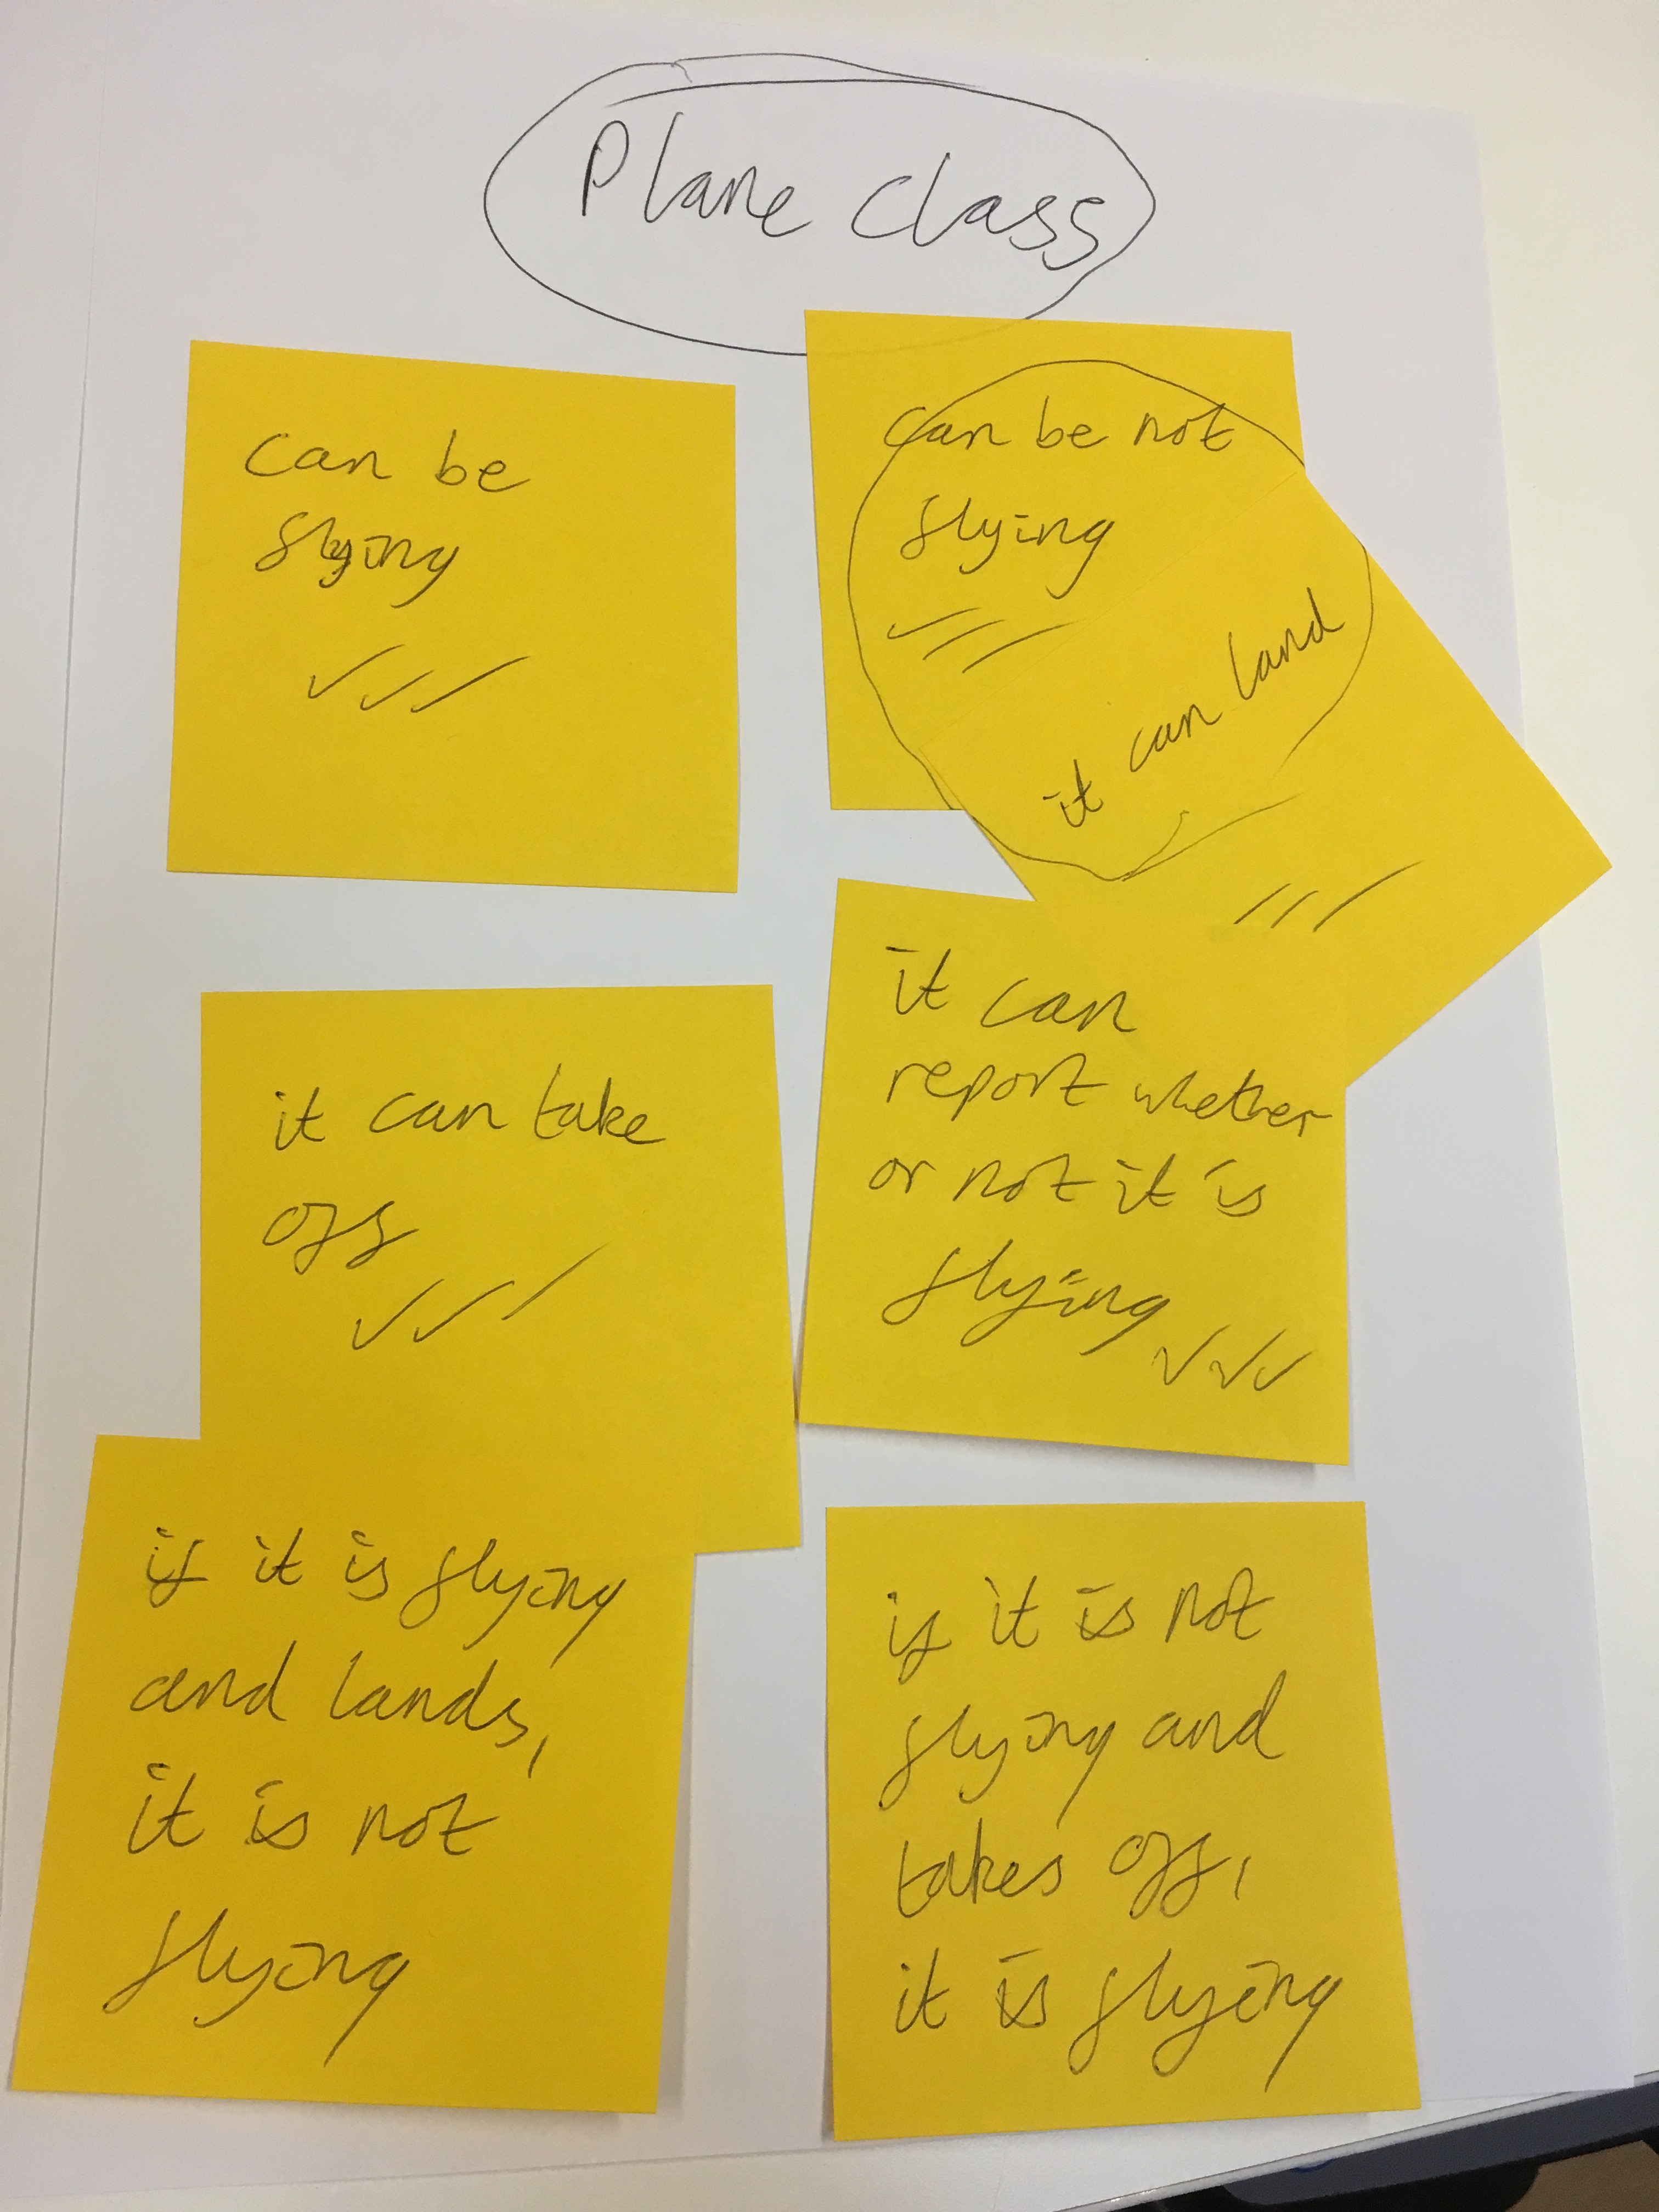 Plane class
can be
flying
can be not
flying
it can land
it can take
off
it can
report whether
or not it is
flying
if it is flying
and lands,
it is not
flying
if it is not
flying and
takes off,
it is flying